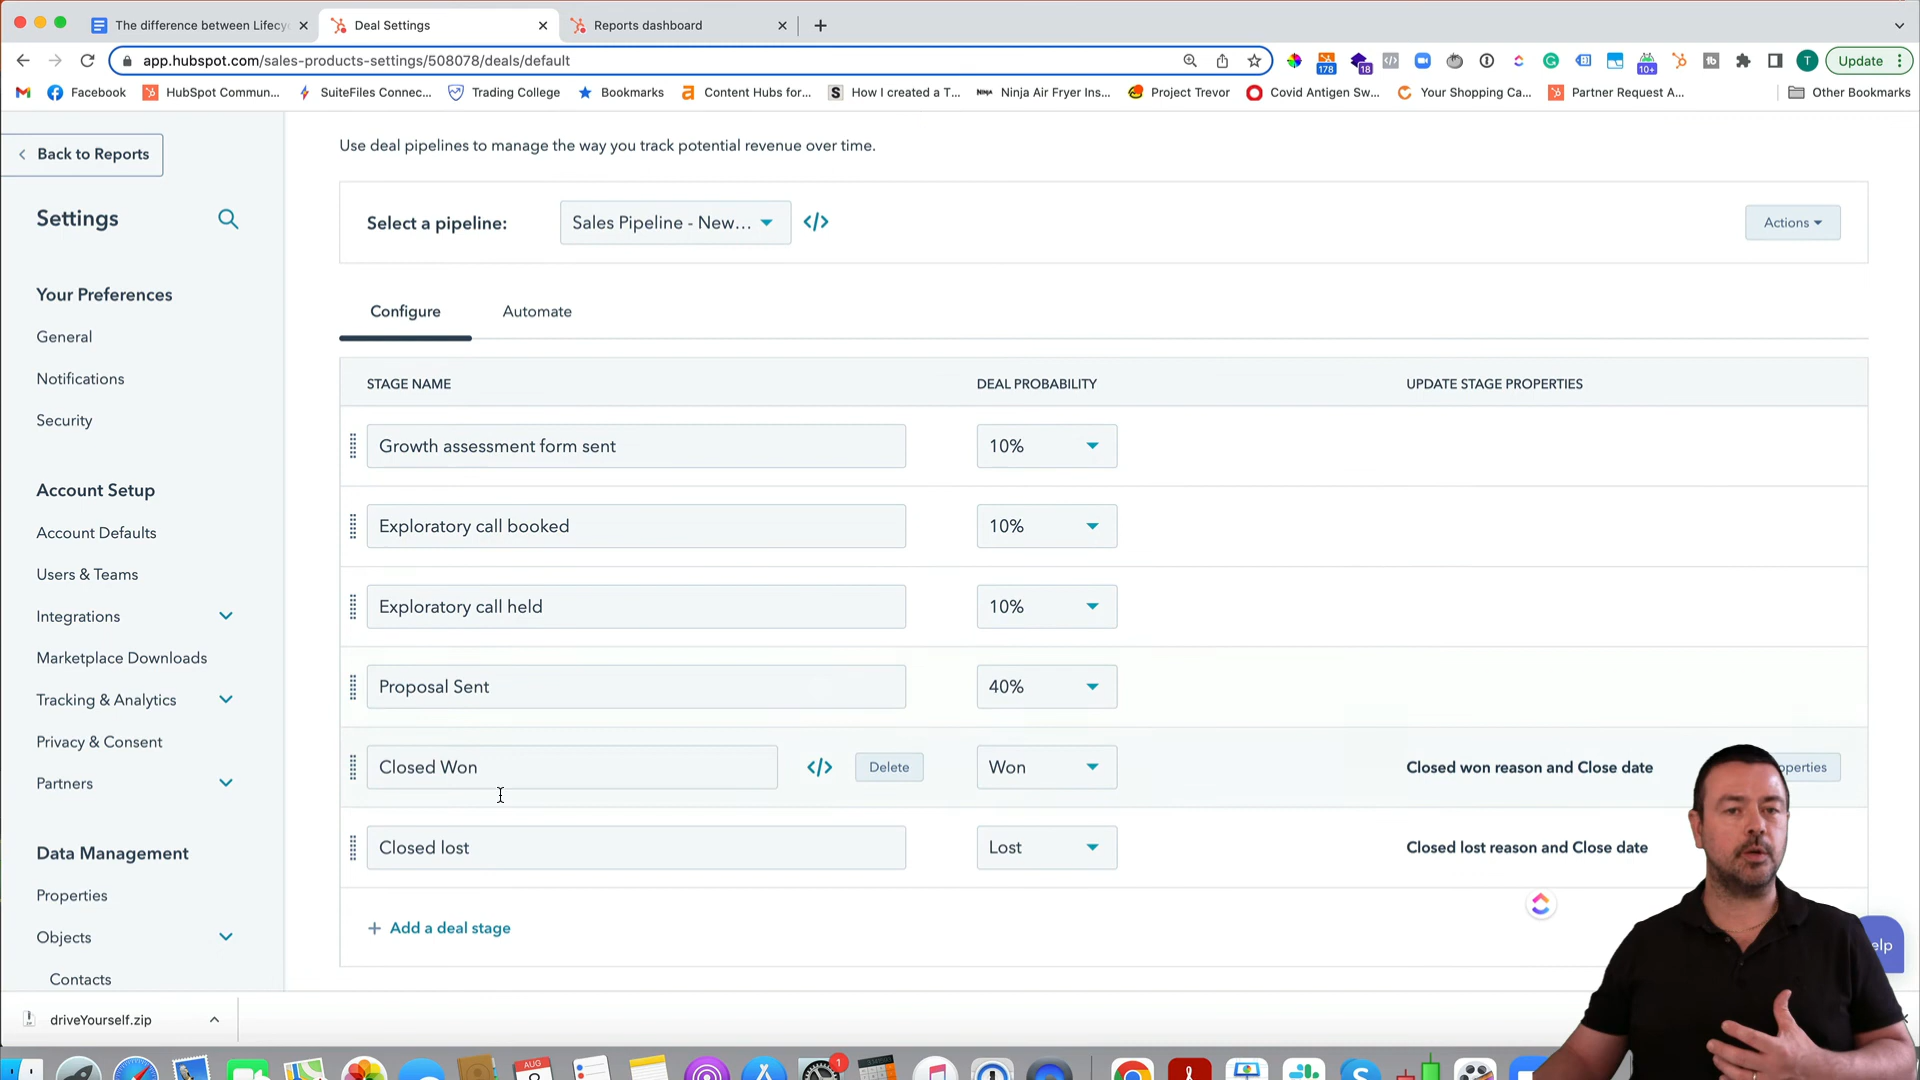 The difference between Lifecy
Deal Settings
Reports dashboard
app.hubspot.com/sales-products-settings/508078/deals/default
178
18
10+
T
Update
Facebook
HubSpot Commun...
SuiteFiles Connec...
Trading College
Bookmarks
Content Hubs for...
How I created a T...
Ninja Air Fryer Ins...
Project Trevor
Covid Antigen Sw...
Your Shopping Ca...
Partner Request A...
Other Bookmarks
Back to Reports
Settings
Your Preferences
General
Notifications
Security
Account Setup
Account Defaults
Users & Teams
Integrations
Marketplace Downloads
Tracking & Analytics
Privacy & Consent
Partners
Data Management
Properties
Objects
Contacts
Use deal pipelines to manage the way you track potential revenue over time.
Select a pipeline:
Sales Pipeline - New...
</>
Actions
Configure
Automate
STAGE NAME
DEAL PROBABILITY
UPDATE STAGE PROPERTIES
Growth assessment form sent
10%
Exploratory call booked
10%
Exploratory call held
10%
Proposal Sent
40%
Closed Won
</>
Delete
Won
Closed won reason and Close date
operties
Closed lost
Lost
Closed lost reason and Close date
+ Add a deal stage
elp
driveYourself.zip
AUG
1